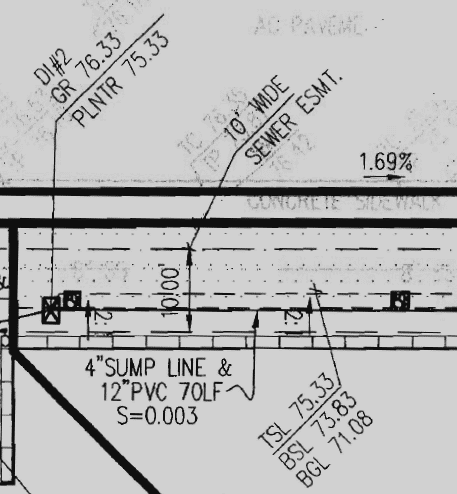 AC PAVEME
DI#2
GR 76.33
PLNTR 75.33
10' WIDE
SEWER ESMT.
1.69%
CONCRETE SIDEWALK
10.00'
2:
2:
4"SUMP LINE &
12"PVC 70LF
S=0.003
TSL 75.33
BSL 73.83
BGL 71.08